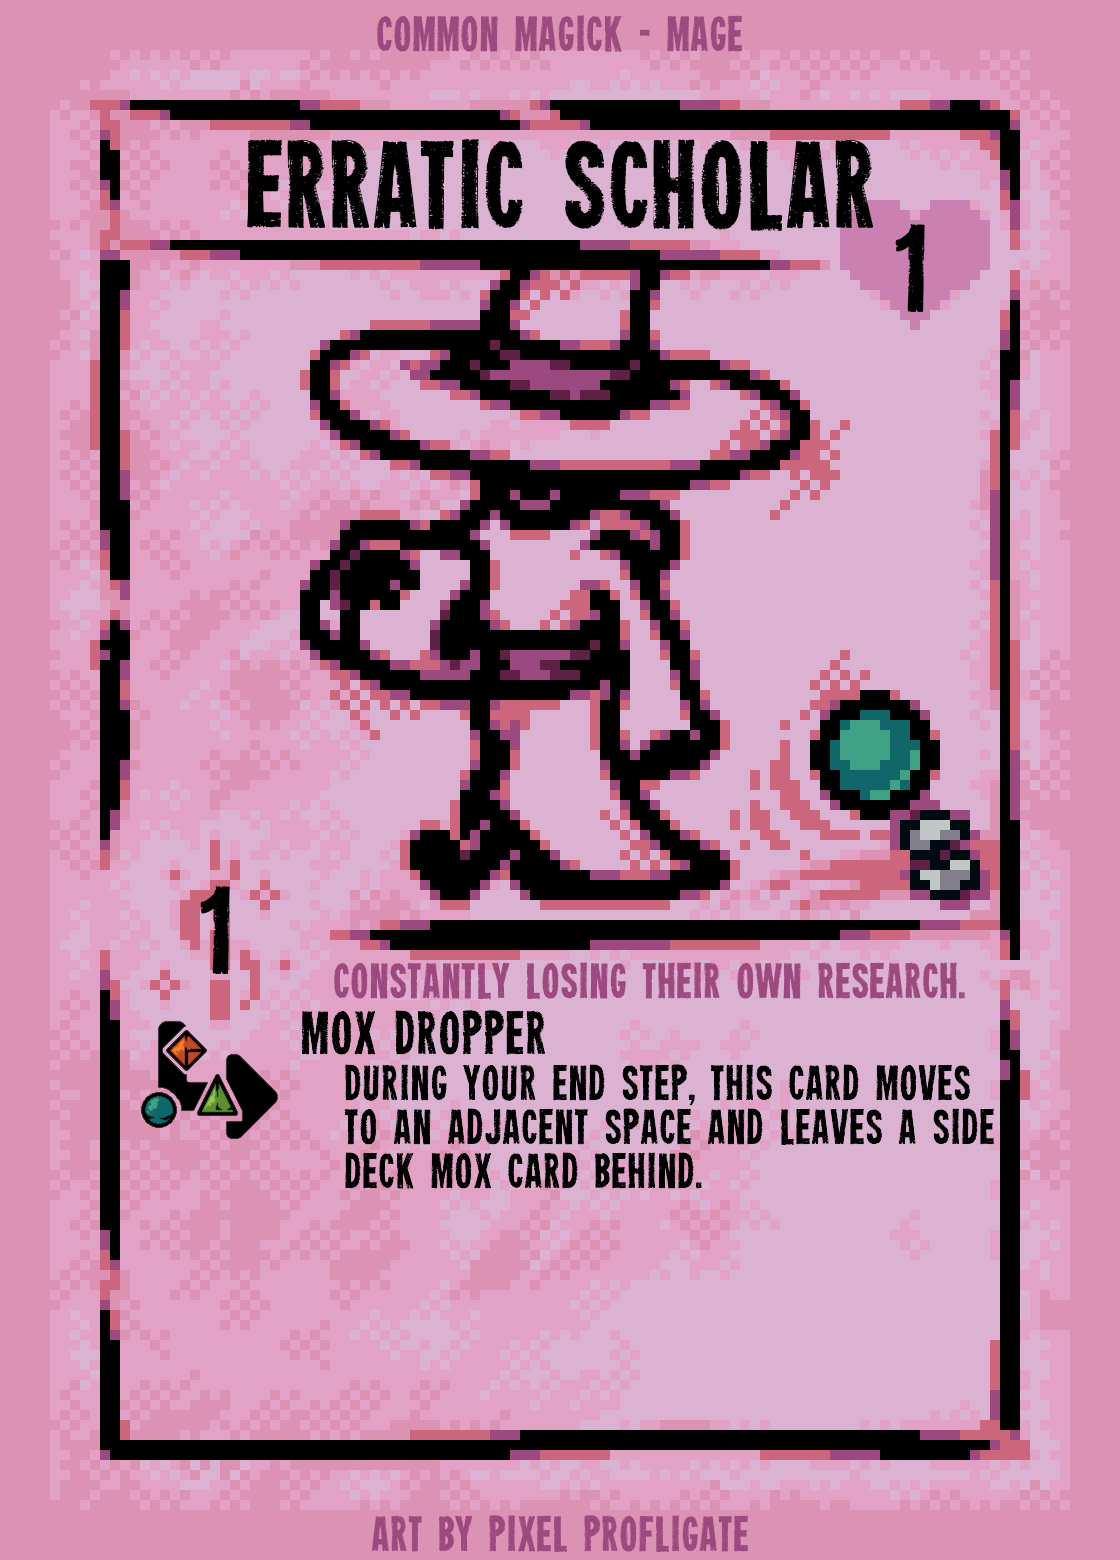 COMMON MAGICK - MAGE
ERRATIC SCHOLAR
1
1
CONSTANTLY LOSING THEIR OWN RESEARCH.
MOX DROPPER
DURING YOUR END STEP, THIS CARD MOVES
TO AN ADJACENT SPACE AND LEAVES A SIDE
DECK MOX CARD BEHIND.
ART BY PIXEL PROFLIGATE